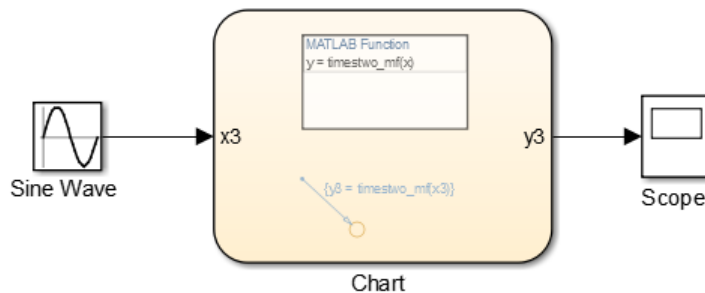 MATLAB Function
y = timestwo_mf(x)
x3
y3
Sine Wave
{y3 = timestwo_mf(x3)}
Scope
Chart